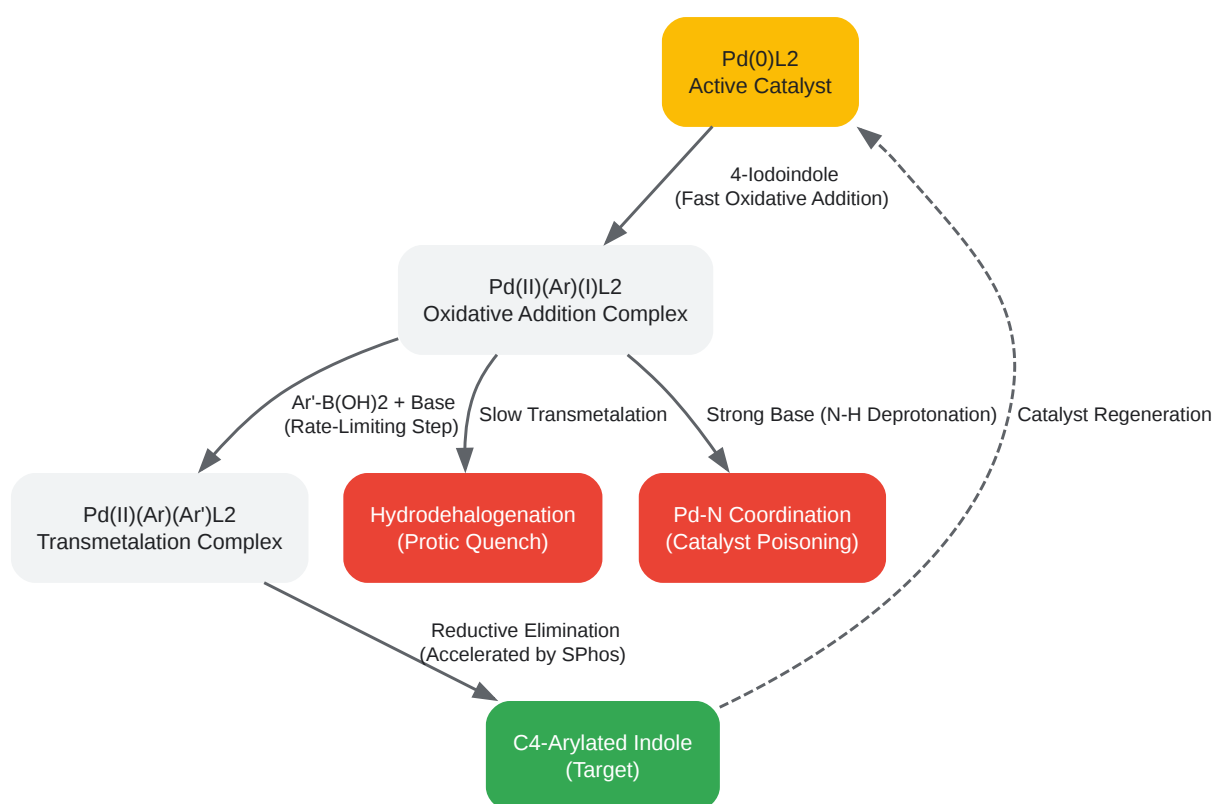 Pd(0)L2
Active Catalyst
4-Iodoindole
(Fast Oxidative Addition)
Pd(II)(Ar)(I)L2
Oxidative Addition Complex
Ar'-B(OH)2 + Base
(Rate-Limiting Step)
Slow Transmetalation
Strong Base (N-H Deprotonation)
Catalyst Regeneration
Pd(II)(Ar)(Ar')L2
Transmetalation Complex
Hydrodehalogenation
(Protic Quench)
Pd-N Coordination
(Catalyst Poisoning)
Reductive Elimination
(Accelerated by SPhos)
C4-Arylated Indole
(Target)